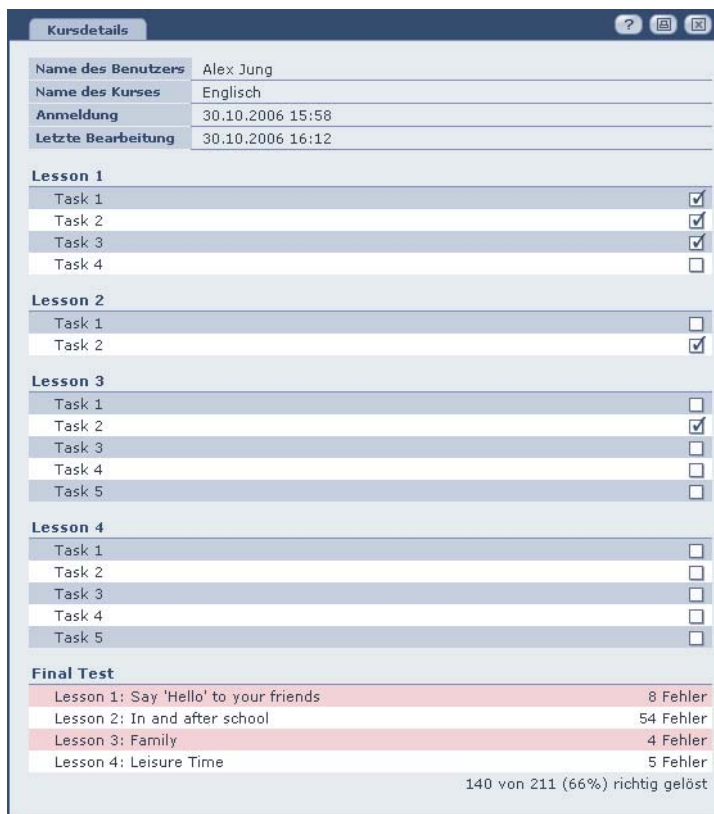 Kursdetails ?
Name des Benutzers Alex Jung
Name des Kurses Englisch
Anmeldung 30.10.2006 15:58
Letzte Bearbeitung 30.10.2006 16:12
Lesson 1
Task 1
Task 2
Task 3
Task 4
Lesson 2
Task 1
Task 2
Lesson 3
Task 1
Task 2
Task 3
Task 4
Task 5
Lesson 4
Task 1
Task 2
Task 3
Task 4
Task 5
Final Test
Lesson 1: Say 'Hello' to your friends 8 Fehler
Lesson 2: In and after school 54 Fehler
Lesson 3: Family 4 Fehler
Lesson 4: Leisure Time 5 Fehler
140 von 211 (66%) richtig gelöst